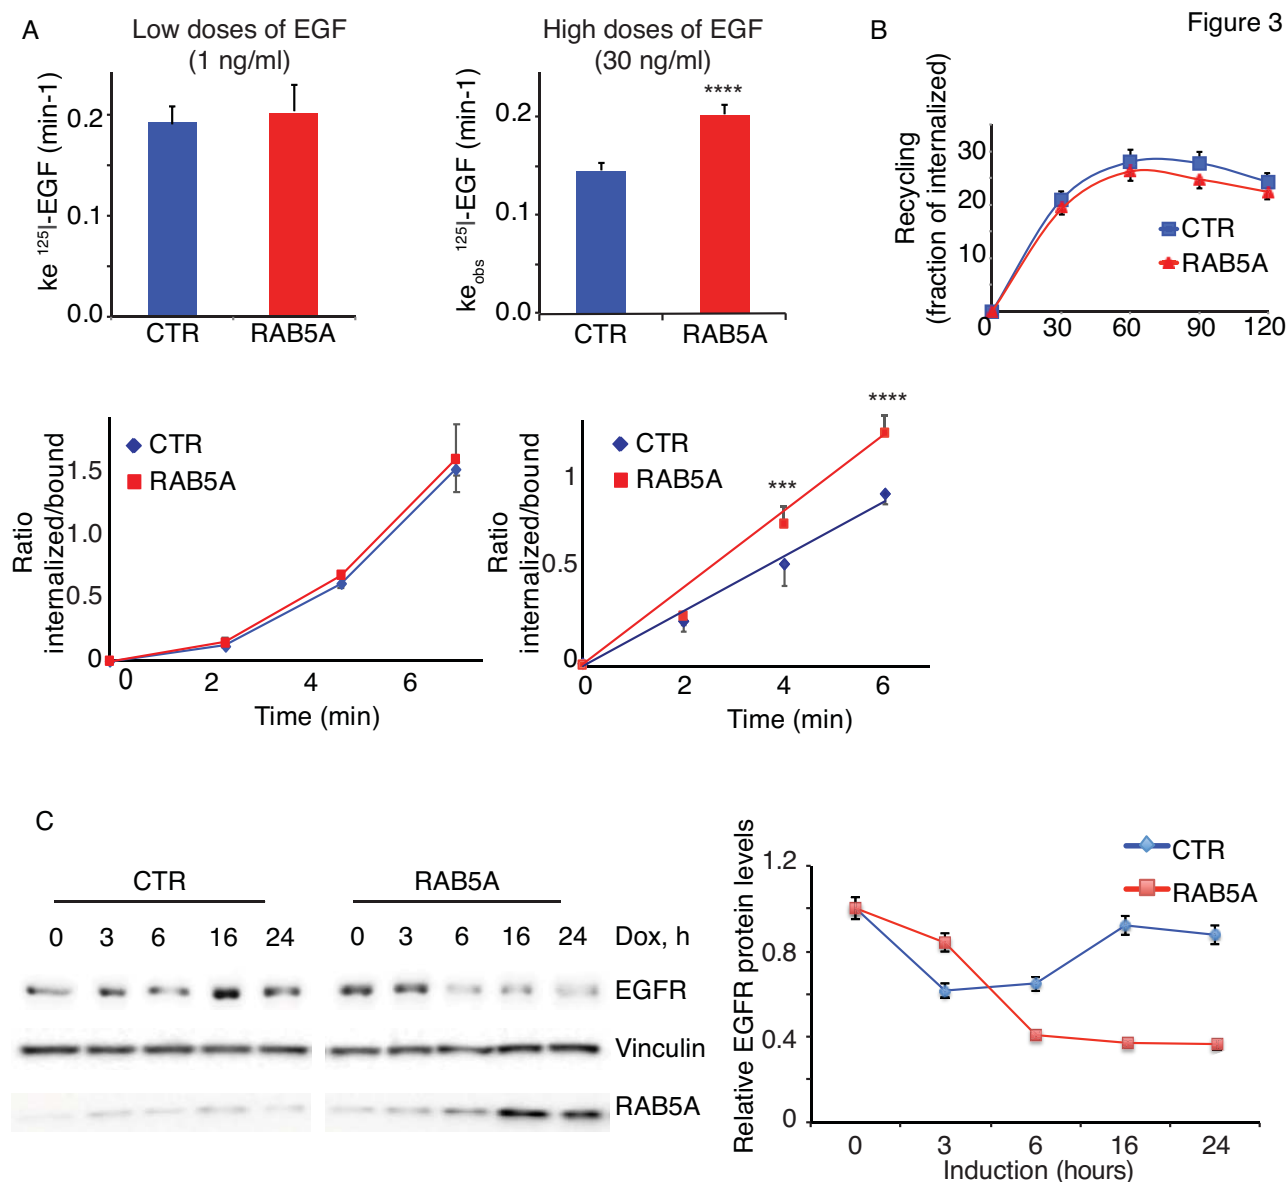 Figure 3
A
Low doses of EGF
(1 ng/ml)
ke 125I-EGF (min-1)
0.2
0.1
0.0
CTR RAB5A
High doses of EGF
(30 ng/ml)
keobs 125I-EGF (min-1)
****
0.2
0.1
0.0
CTR RAB5A
B
Recycling
(fraction of internalized)
30
20
10
0 30 60 90 120
CTR
RAB5A
Ratio
internalized/bound
CTR
RAB5A
1.5
1.0
0.5
0
0 2 4 6
Time (min)
Ratio
internalized/bound
CTR
RAB5A
***
****
1
0.5
0
0 2 4 6
Time (min)
C
CTR RAB5A
0 3 6 16 24 0 3 6 16 24 Dox, h
EGFR
Vinculin
RAB5A
Relative EGFR protein levels
CTR
RAB5A
1.2
0.8
0.4
0
0 3 6 16 24
Induction (hours)